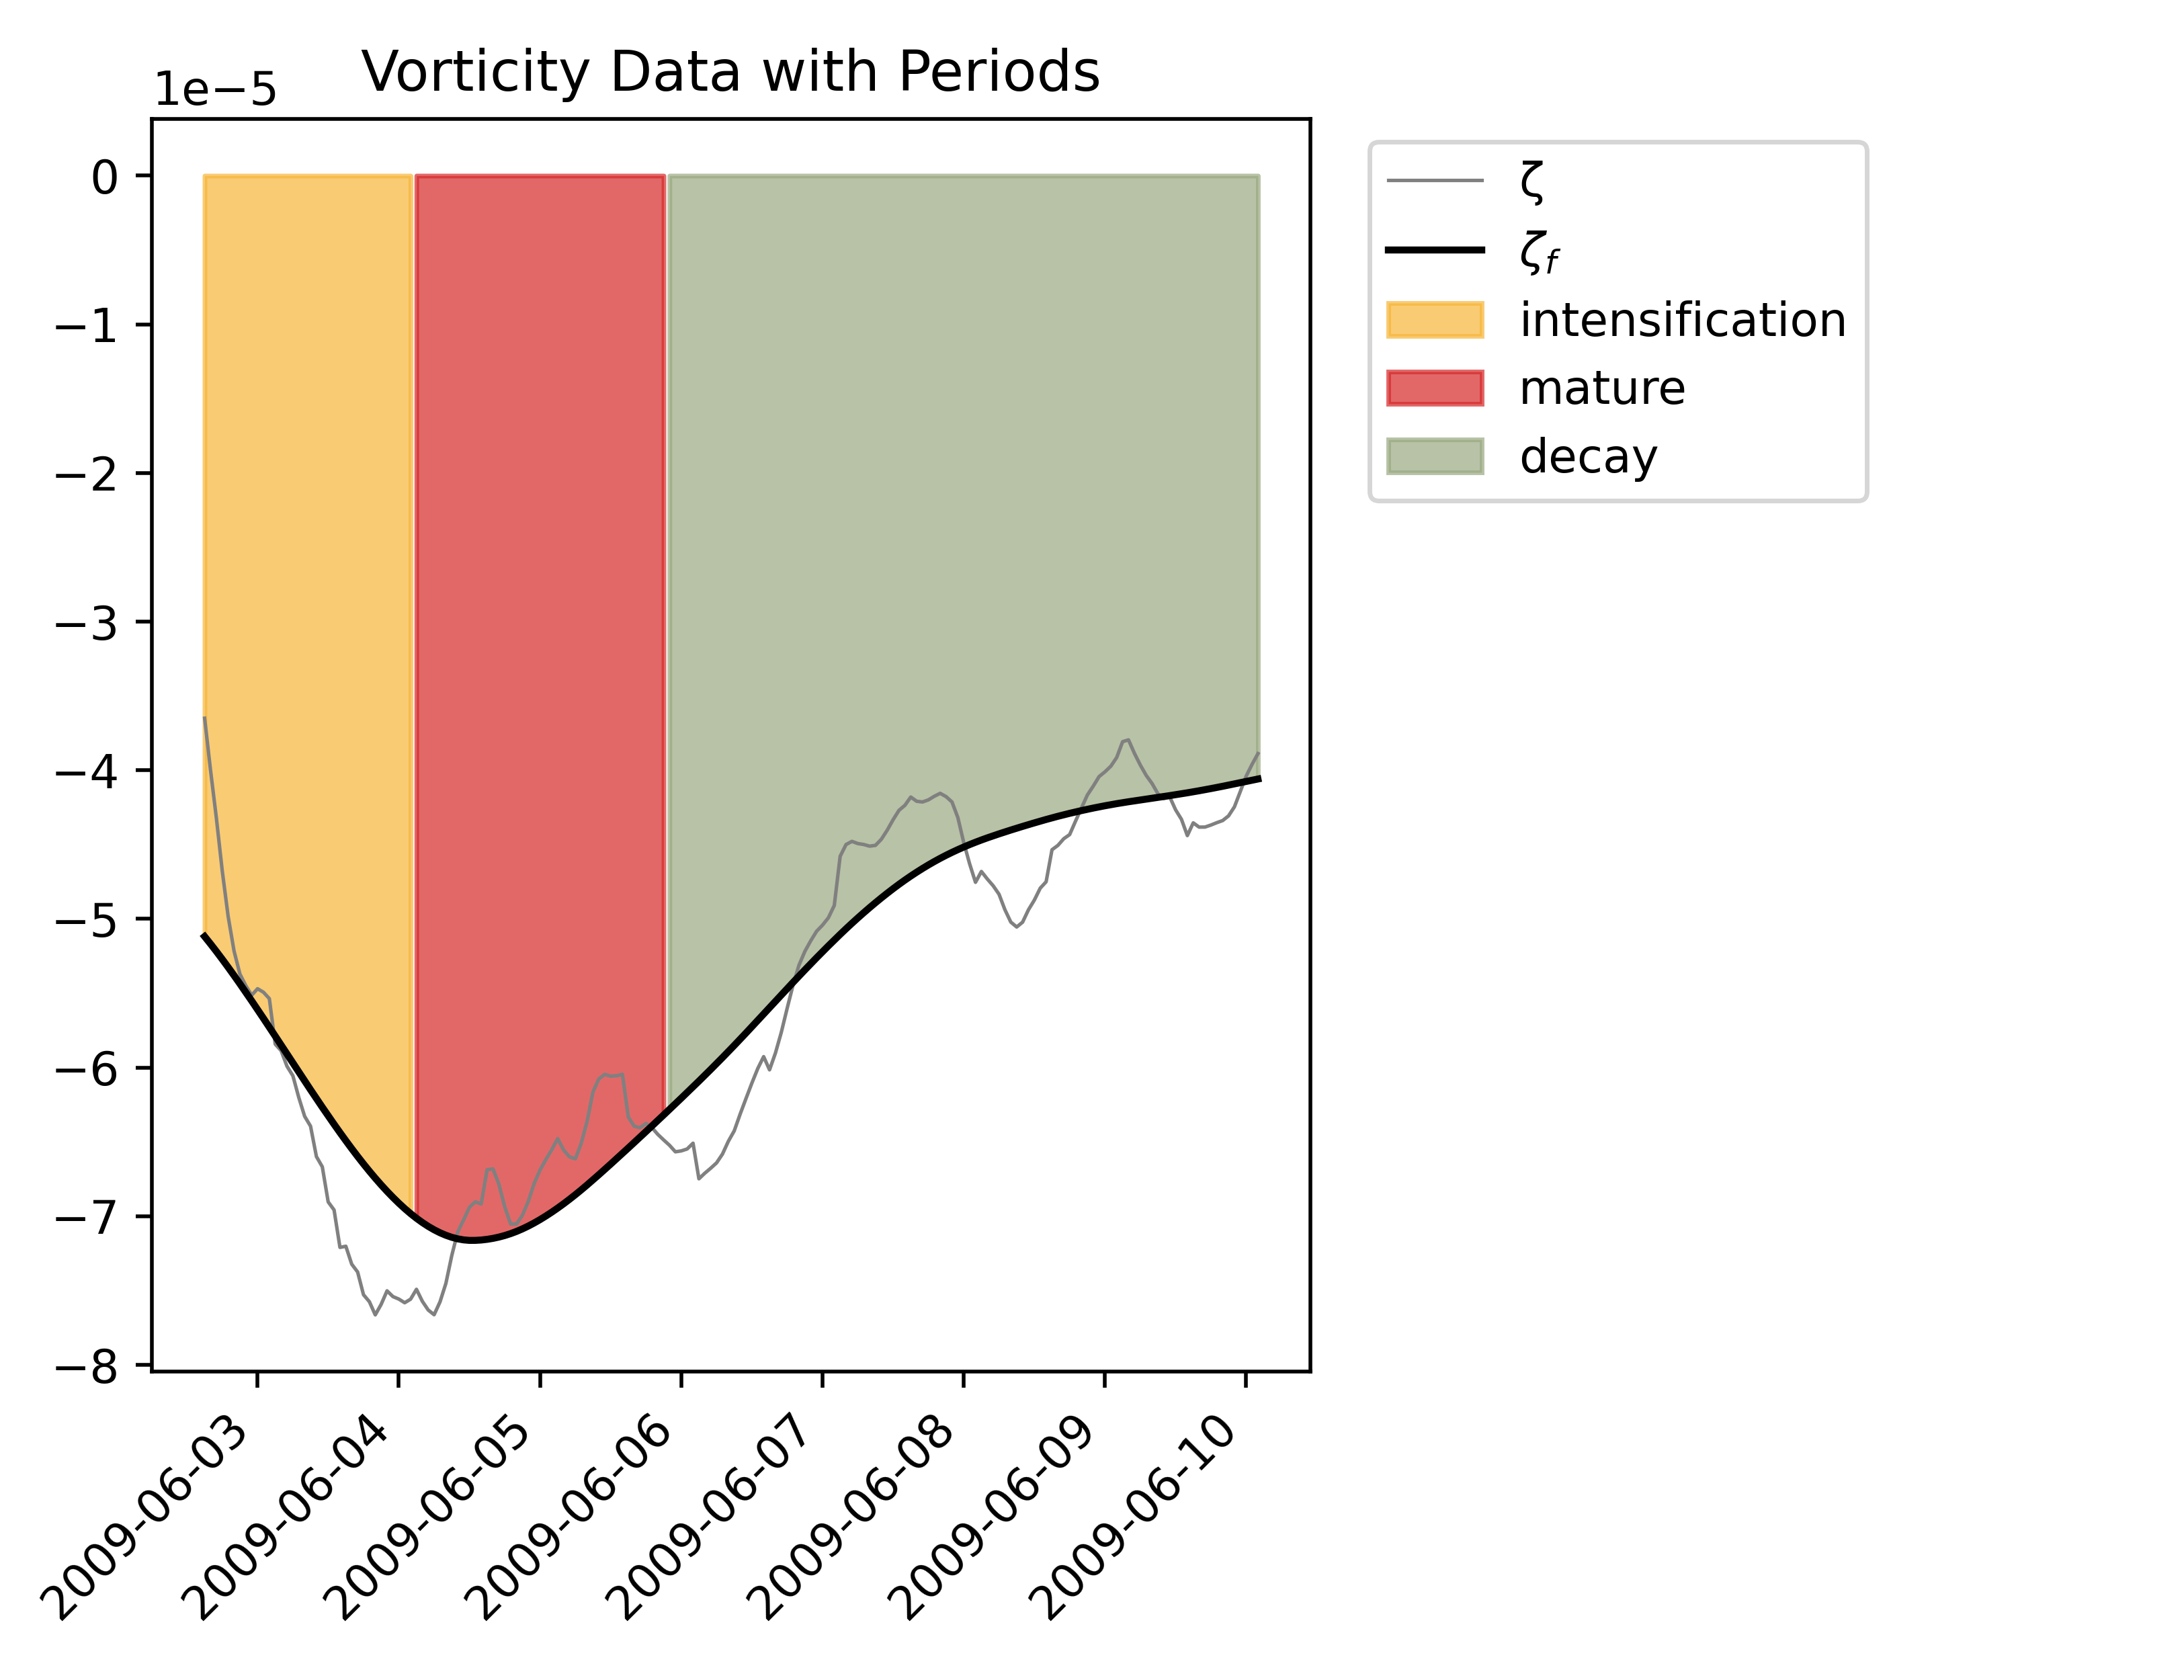 Vorticity Data with Periods
1e−5
0
−1
−2
−3
−4
−5
−6
−7
−8
2009-06-03
2009-06-04
2009-06-05
2009-06-06
2009-06-07
2009-06-08
2009-06-09
2009-06-10
ζ
ζf
intensification
mature
decay